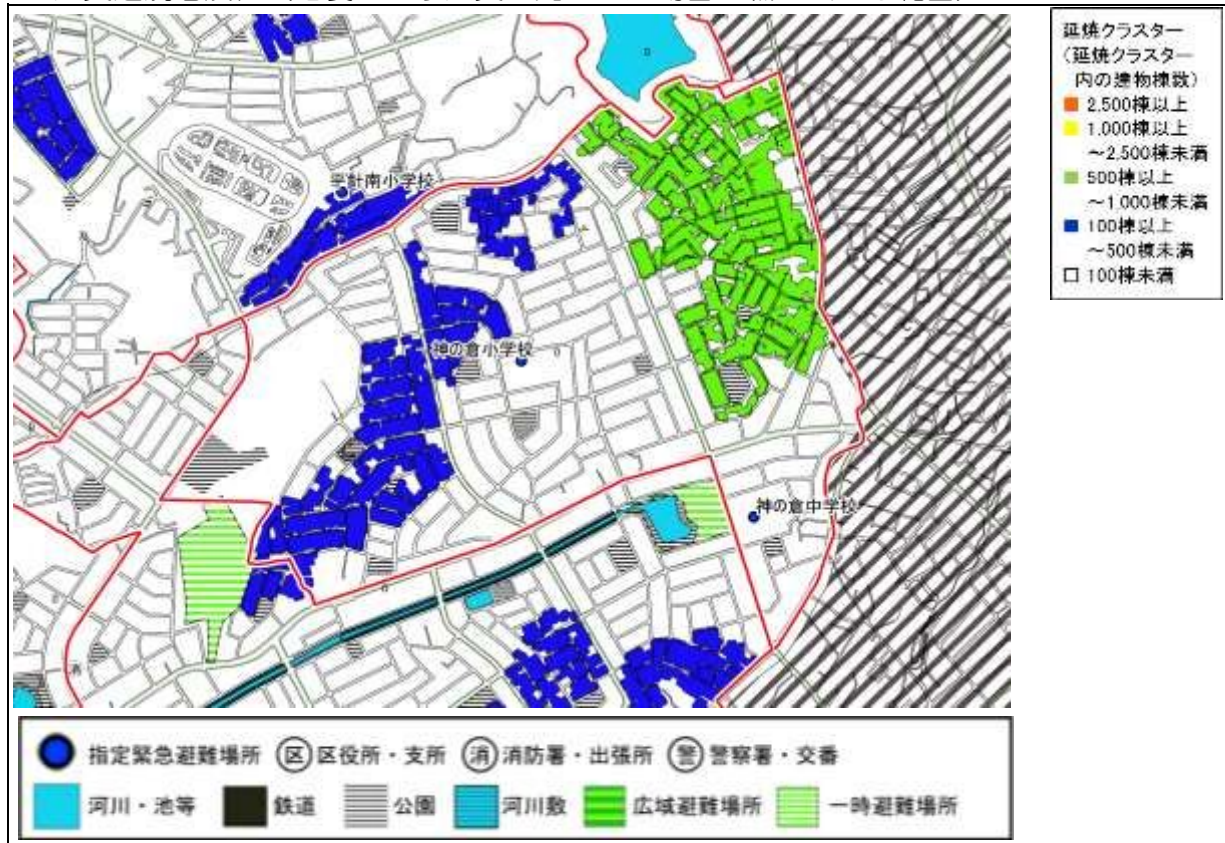 延焼クラスター
(延焼クラスター
内の建物棟数)
2,500棟以上
1,000棟以上
～2,500棟未満
500棟以上
～1,000棟未満
100棟以上
～500棟未満
100棟未満
平針南小学校
神の倉小学校
神の倉中学校
消
指定緊急避難場所 区 区役所・支所 消 消防署・出張所 警 警察署・交番
河川・池等 鉄道 公園 河川敷 広域避難場所 一時避難場所